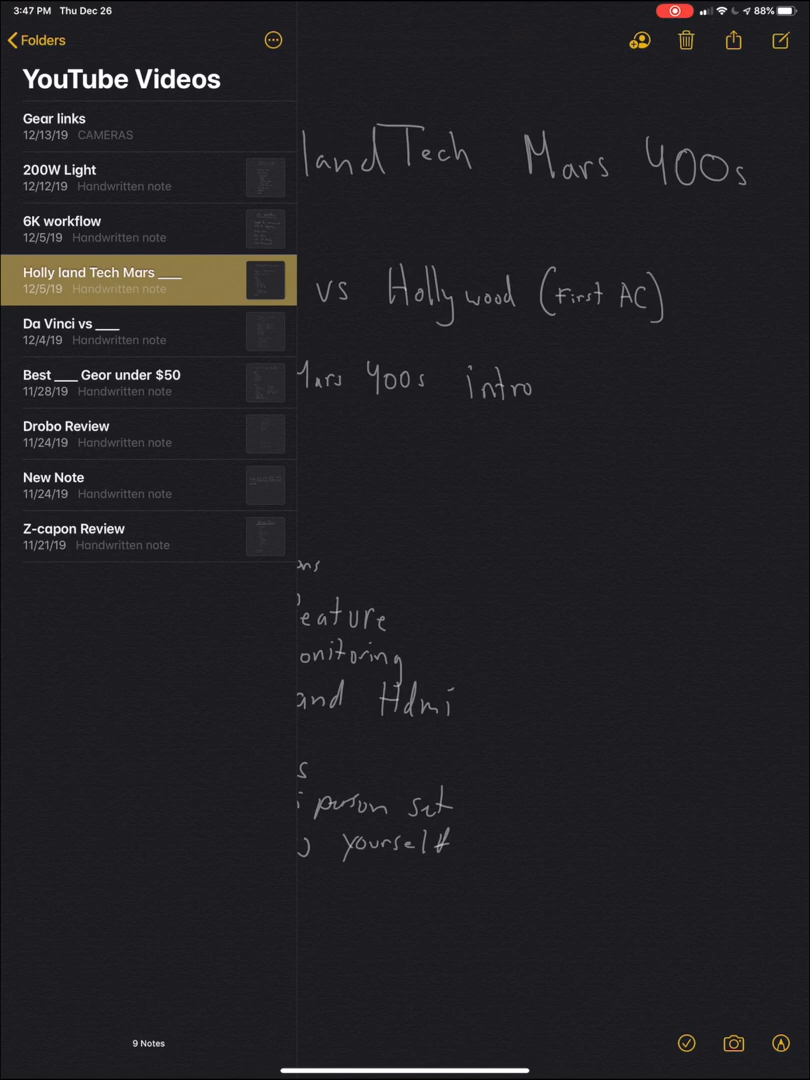 3:47 PM Thu Dec 26
88%
Folders
YouTube Videos
Gear links
12/13/19 CAMERAS
200W Light
12/12/19 Handwritten note
6K workflow
12/5/19 Handwritten note
Holly land Tech Mars ___
12/5/19 Handwritten note
Da Vinci vs ___
12/4/19 Handwritten note
Best ___ Geor under $50
11/28/19 Handwritten note
Drobo Review
11/24/19 Handwritten note
New Note
11/24/19 Handwritten note
Z-capon Review
11/21/19 Handwritten note
9 Notes
landTech Mars 400s
vs Hollywood (First AC)
Mars 400s intro
ons
eature
onitoring
and Hdmi
s
person set
yourself